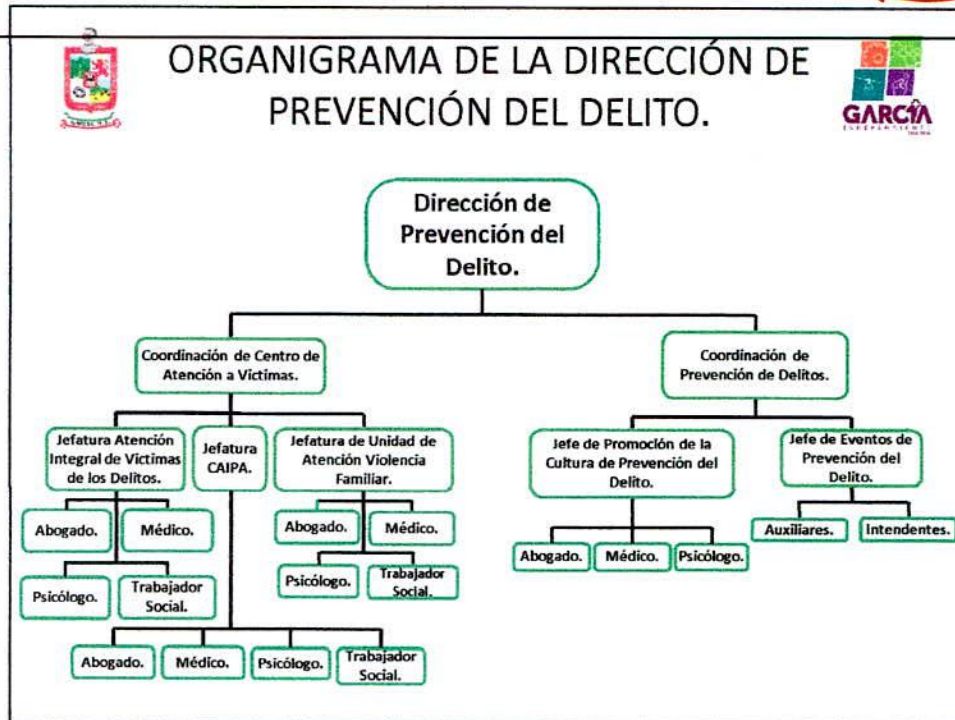 ORGANIGRAMA DE LA DIRECCIÓN DE
PREVENCIÓN DEL DELITO.
GARCÍA
Dirección de
Prevención del
Delito.
Coordinación de Centro de
Atención a Victimas.
Coordinación de
Prevención de Delitos.
Jefatura Atención
Integral de Victimas
de los Delitos.
Jefatura
CAIPA.
Jefatura de Unidad de
Atención Violencia
Familiar.
Jefe de Promoción de la
Cultura de Prevención del
Delito.
Jefe de Eventos de
Prevención del
Delito.
Abogado.
Médico.
Psicólogo.
Trabajador
Social.
Abogado.
Médico.
Psicólogo.
Trabajador
Social.
Abogado.
Médico.
Psicólogo.
Trabajador
Social.
Abogado.
Médico.
Psicólogo.
Auxiliares.
Intendentes.